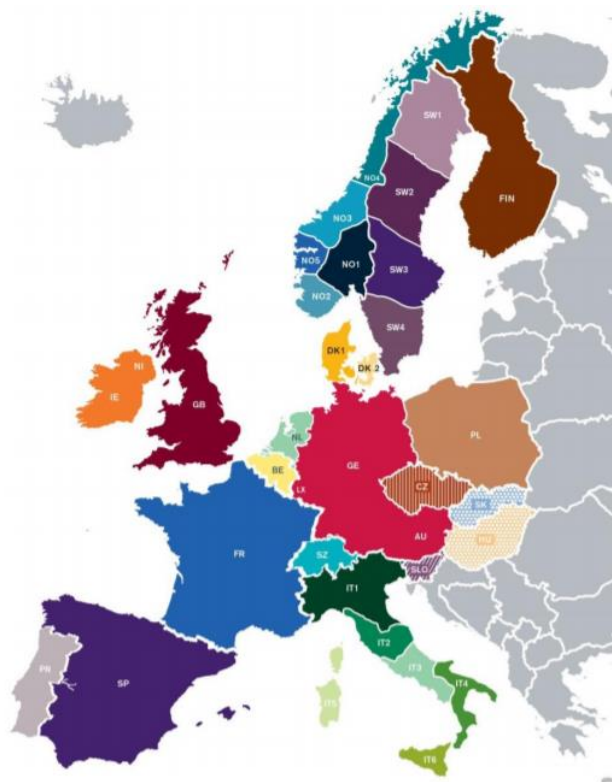 SW1
NO4
SW2
FIN
NO3
NO5
NO1
SW3
NO2
SW4
DK1
DK 2
NI
IE
GB
NL
PL
BE
GE
LX
CZ
SK
AU
HU
FR
SZ
SLO
IT1
IT2
IT3
PR
SP
IT5
IT4
IT6